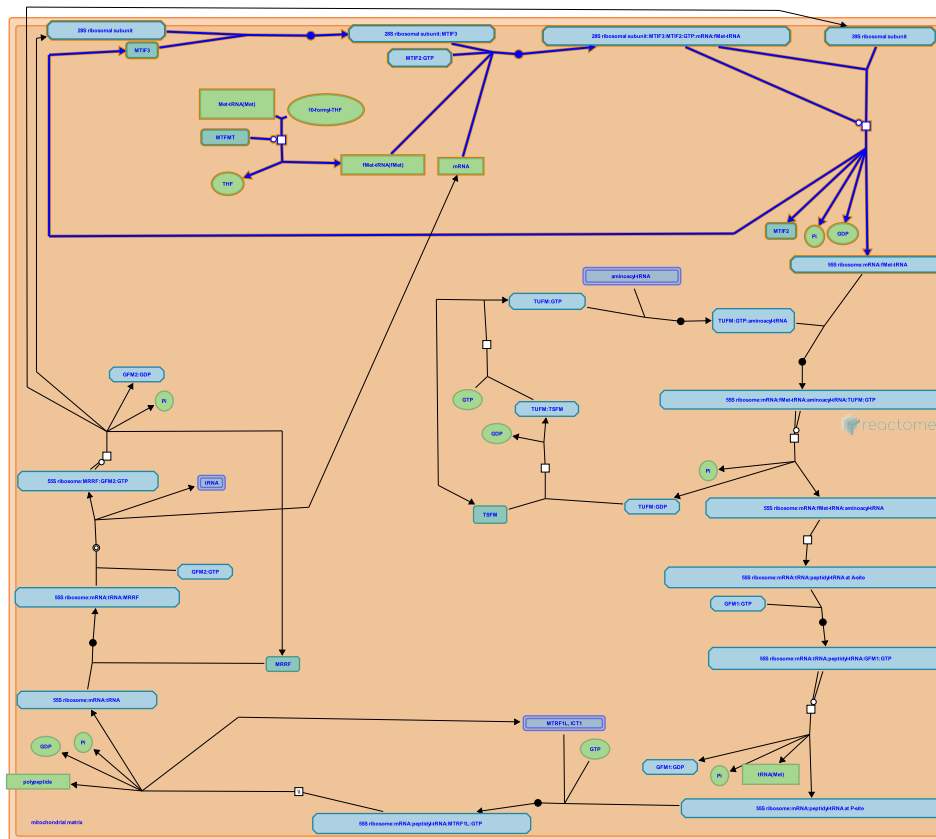 28S ribosomal subunit
MTIF3
28S ribosomal subunit:MTIF3
MTIF2:GTP
28S ribosomal subunit:MTIF3:MTIF2:GTP:mRNA:fMet-tRNA
39S ribosomal subunit
Met-tRNA(Met)
10-formyl-THF
MTFMT
fMet-tRNA(fMet)
mRNA
THF
MTIF2
Pi
GDP
55S ribosome:mRNA:fMet-tRNA
aminoacyl-tRNA
TUFM:GTP
TUFM:GTP:aminoacyl-tRNA
GFM2:GDP
Pi
GTP
TUFM:TSFM
GDP
55S ribosome:mRNA:fMet-tRNA:aminoacyl-tRNA:TUFM:GTP
reactome
Pi
55S ribosome:MRRF:GFM2:GTP
tRNA
TSFM
TUFM:GDP
55S ribosome:mRNA:fMet-tRNA:aminoacyl-tRNA
GFM2:GTP
55S ribosome:mRNA:tRNA:peptidyl-tRNA at A-site
55S ribosome:mRNA:tRNA:MRRF
GFM1:GTP
MRRF
55S ribosome:mRNA:tRNA:peptidyl-tRNA:GFM1:GTP
55S ribosome:mRNA:tRNA
MTRF1L, ICT1
GDP
Pi
GTP
GFM1:GDP
Pi
tRNA(Met)
polypeptide
55S ribosome:mRNA:peptidyl-tRNA at P-site
mitochondrial matrix
55S ribosome:mRNA:peptidyl-tRNA:MTRF1L:GTP